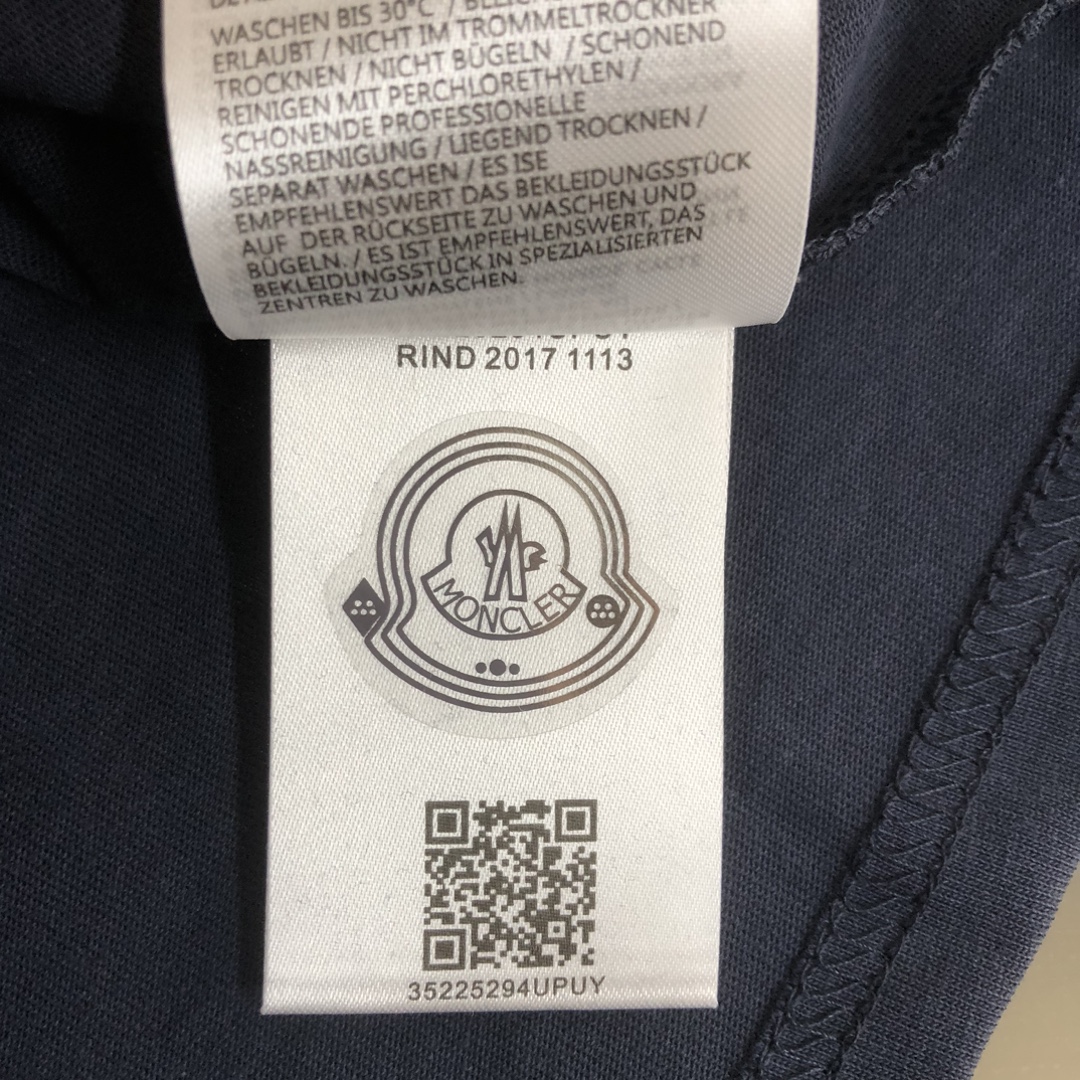 WASCHEN BIS 30°C /
ERLAUBT / NICHT IM TROMMELTROCKNER
TROCKNEN / NICHT BÜGELN / SCHONEND
REINIGEN MIT PERCHLORETHYLEN /
SCHONENDE PROFESSIONELLE
NASSREINIGUNG / LIEGEND TROCKNEN /
SEPARAT WASCHEN / ES ISE
EMPFEHLENSWERT DAS BEKLEIDUNGSSTÜCK
AUF DER RÜCKSEITE ZU WASCHEN UND
BÜGELN. / ES IST EMPFEHLENSWERT, DAS
BEKLEIDUNGSSTÜCK IN SPEZIALISIERTEN
ZENTREN ZU WASCHEN.
RIND 2017 1113
MONCLER
35225294UPUY